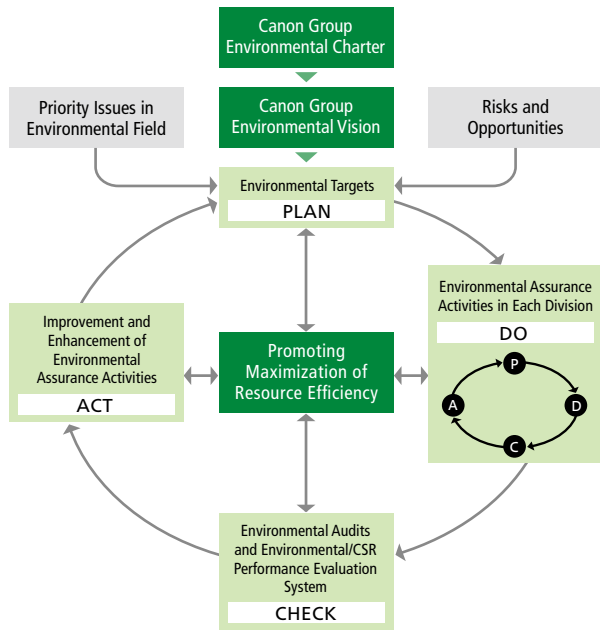 Canon Group
Environmental Charter
Priority Issues in
Environmental Field
Canon Group
Environmental Vision
Risks and
Opportunities
Environmental Targets
PLAN
Environmental Assurance
Activities in Each Division
DO
P
D
C
A
Improvement and
Enhancement of
Environmental
Assurance Activities
ACT
Promoting
Maximization of
Resource Efficiency
Environmental Audits
and Environmental/CSR
Performance Evaluation
System
CHECK